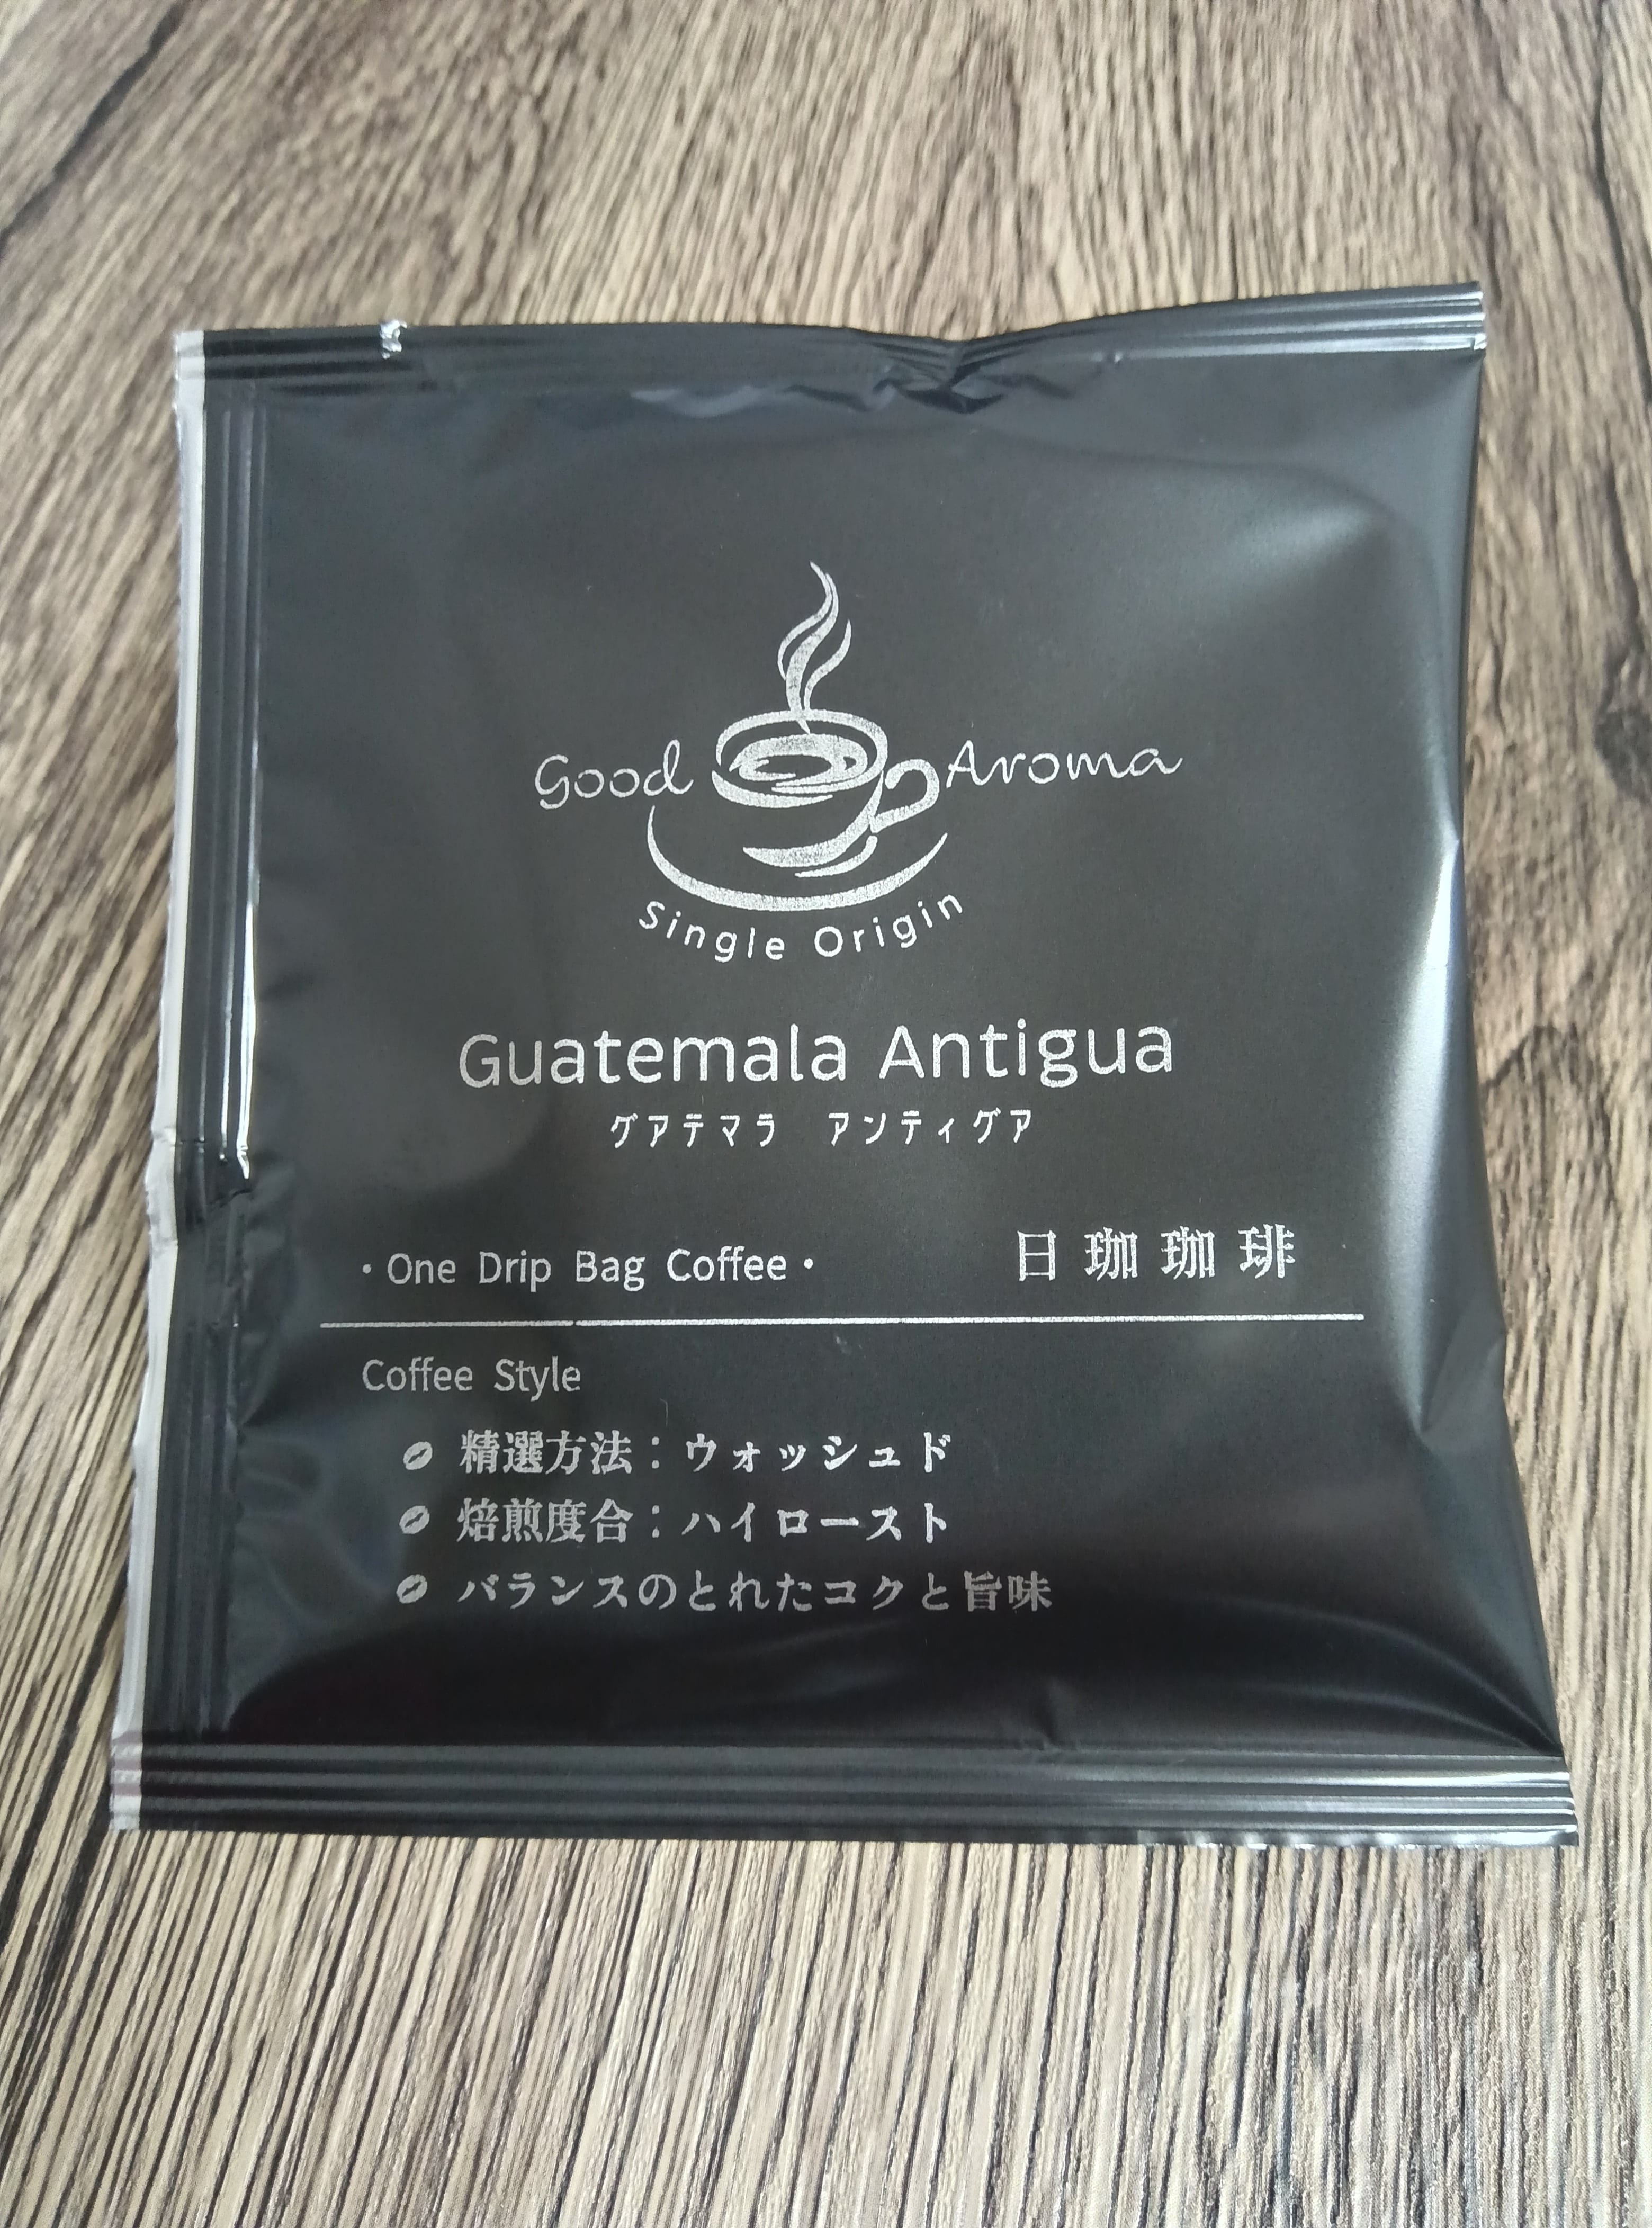 Good Aroma
Single Origin
Guatemala Antigua
グアテマラ アンティグア
・One Drip Bag Coffee・ 日珈珈琲
Coffee Style
精選方法：ウォッシュド
焙煎度合：ハイロースト
バランスのとれたコクと旨味